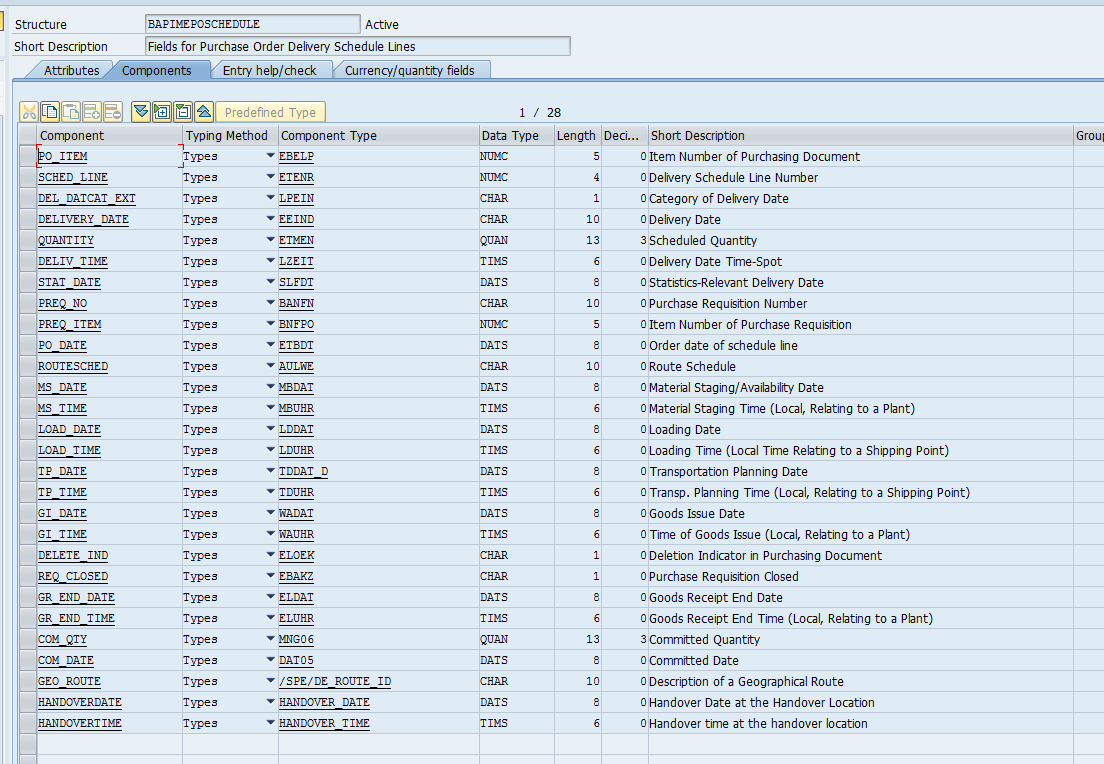 Structure BAPIMEPOSCHEDULE Active
Short Description Fields for Purchase Order Delivery Schedule Lines
Attributes Components Entry help/check Currency/quantity fields
Predefined Type 1 / 28
Component Typing Method Component Type Data Type Length Deci... Short Description Group
PO_ITEM Types EBELP NUMC 5 0 Item Number of Purchasing Document
SCHED_LINE Types ETENR NUMC 4 0 Delivery Schedule Line Number
DEL_DATCAT_EXT Types LPEIN CHAR 1 0 Category of Delivery Date
DELIVERY_DATE Types EEIND CHAR 10 0 Delivery Date
QUANTITY Types ETMEN QUAN 13 3 Scheduled Quantity
DELIV_TIME Types LZEIT TIMS 6 0 Delivery Date Time-Spot
STAT_DATE Types SLFDT DATS 8 0 Statistics-Relevant Delivery Date
PREQ_NO Types BANFN CHAR 10 0 Purchase Requisition Number
PREQ_ITEM Types BNFPO NUMC 5 0 Item Number of Purchase Requisition
PO_DATE Types ETBDT DATS 8 0 Order date of schedule line
ROUTESCHED Types AULWE CHAR 10 0 Route Schedule
MS_DATE Types MBDAT DATS 8 0 Material Staging/Availability Date
MS_TIME Types MBUHR TIMS 6 0 Material Staging Time (Local, Relating to a Plant)
LOAD_DATE Types LDDAT DATS 8 0 Loading Date
LOAD_TIME Types LDUHR TIMS 6 0 Loading Time (Local Time Relating to a Shipping Point)
TP_DATE Types TDDAT_D DATS 8 0 Transportation Planning Date
TP_TIME Types TDUHR TIMS 6 0 Transp. Planning Time (Local, Relating to a Shipping Point)
GI_DATE Types WADAT DATS 8 0 Goods Issue Date
GI_TIME Types WAUHR TIMS 6 0 Time of Goods Issue (Local, Relating to a Plant)
DELETE_IND Types ELOEK CHAR 1 0 Deletion Indicator in Purchasing Document
REQ_CLOSED Types EBAKZ CHAR 1 0 Purchase Requisition Closed
GR_END_DATE Types ELDAT DATS 8 0 Goods Receipt End Date
GR_END_TIME Types ELUHR TIMS 6 0 Goods Receipt End Time (Local, Relating to a Plant)
COM_QTY Types MNG06 QUAN 13 3 Committed Quantity
COM_DATE Types DAT05 DATS 8 0 Committed Date
GEO_ROUTE Types /SPE/DE_ROUTE_ID CHAR 10 0 Description of a Geographical Route
HANDOVERDATE Types HANDOVER_DATE DATS 8 0 Handover Date at the Handover Location
HANDOVERTIME Types HANDOVER_TIME TIMS 6 0 Handover time at the handover location